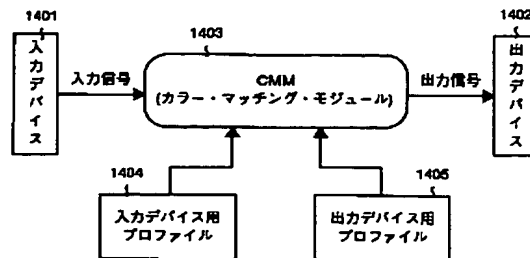 1401
入力デバイス
入力信号
1403
CMM
(カラー・マッチング・モジュール)
出力信号
1402
出力デバイス
1404
入力デバイス用
プロファイル
1405
出力デバイス用
プロファイル